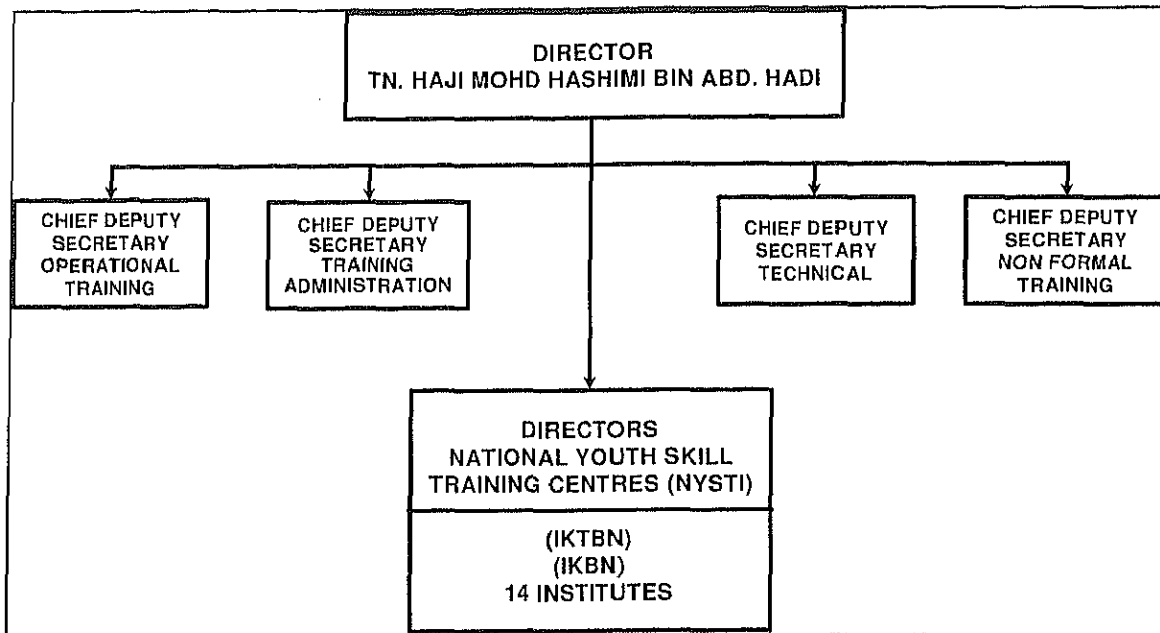 DIRECTOR
TN. HAJI MOHD HASHIMI BIN ABD. HADI
CHIEF DEPUTY
SECRETARY
OPERATIONAL
TRAINING
CHIEF DEPUTY
SECRETARY
TRAINING
ADMINISTRATION
CHIEF DEPUTY
SECRETARY
TECHNICAL
CHIEF DEPUTY
SECRETARY
NON FORMAL
TRAINING
DIRECTORS
NATIONAL YOUTH SKILL
TRAINING CENTRES (NYSTI)
(IKTBN)
(IKBN)
14 INSTITUTES